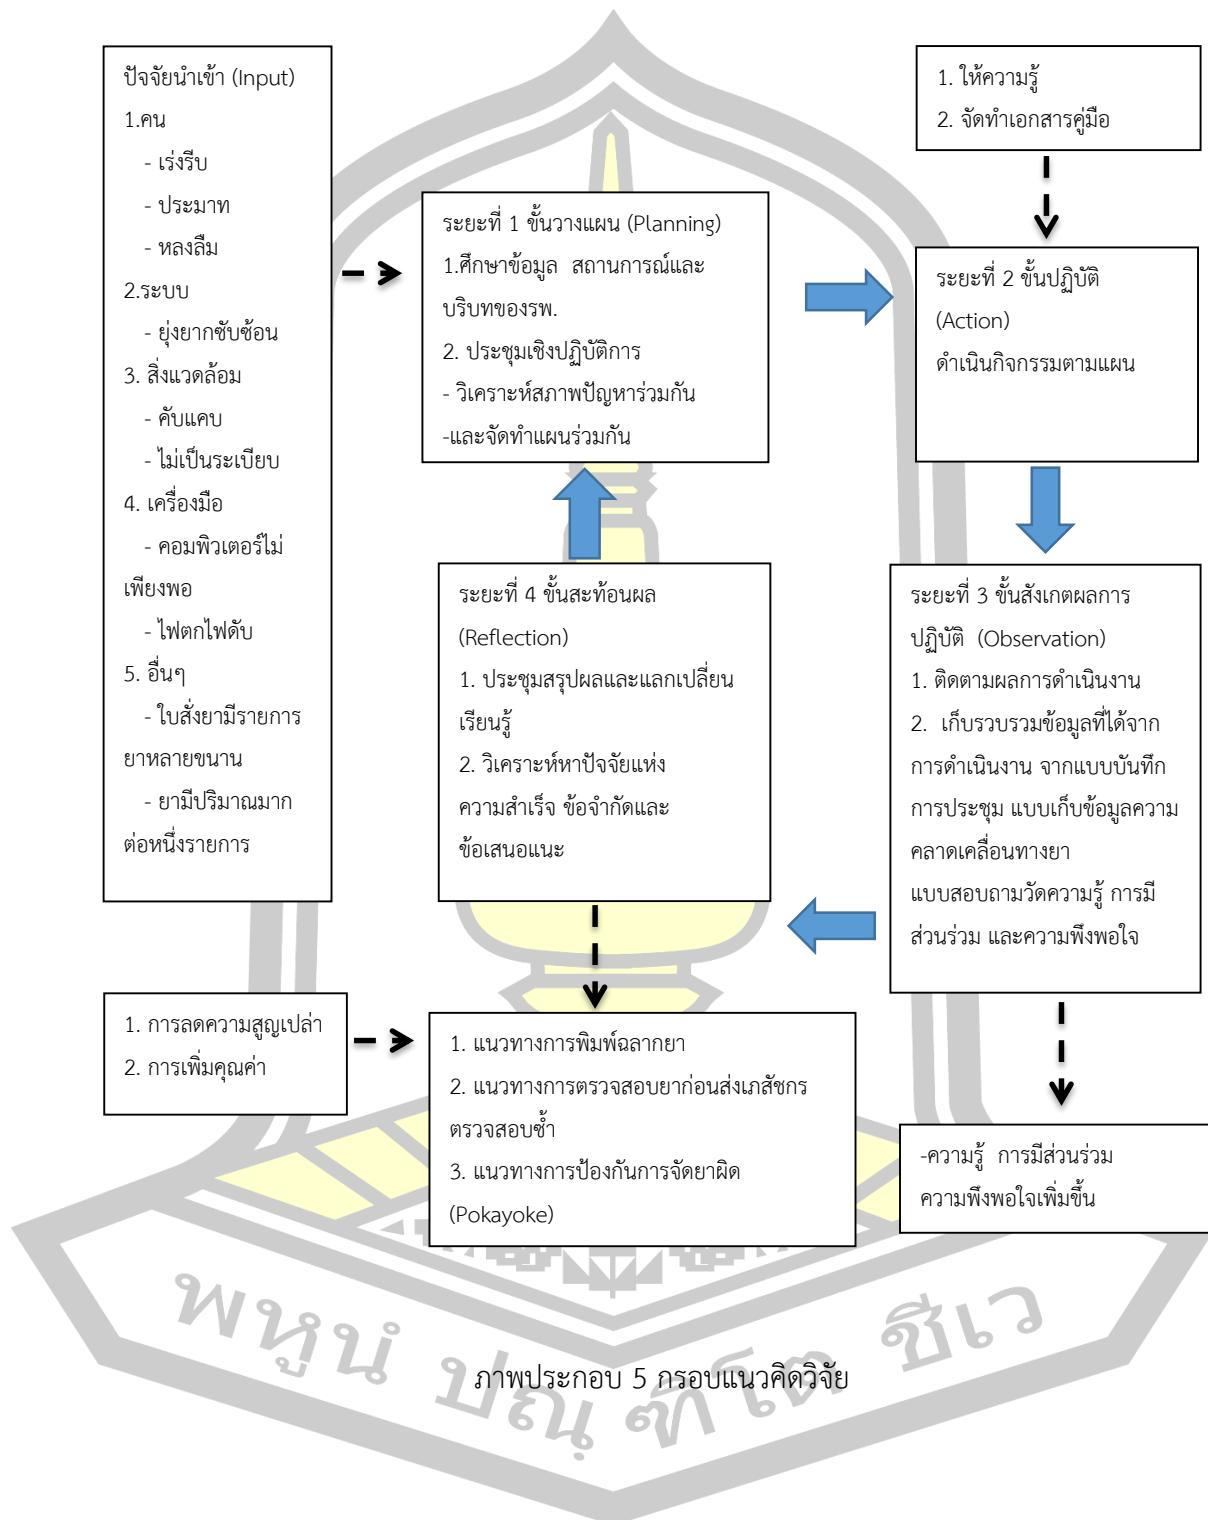 ปัจจัยนำเข้า (Input)
1.คน
- เร่งรีบ
- ประมาท
- หลงลืม
2.ระบบ
- ยุ่งยากซับซ้อน
3. สิ่งแวดล้อม
- คับแคบ
- ไม่เป็นระเบียบ
4. เครื่องมือ
- คอมพิวเตอร์ไม่
เพียงพอ
- ไฟตกไฟดับ
5. อื่นๆ
- ใบสั่งยามีรายการ
ยาหลายขนาน
- ยามีปริมาณมาก
ต่อหนึ่งรายการ
ระยะที่ 1 ขั้นวางแผน (Planning)
1.ศึกษาข้อมูล สถานการณ์และ
บริบทของรพ.
2. ประชุมเชิงปฏิบัติการ
- วิเคราะห์สภาพปัญหาร่วมกัน
-และจัดทำแผนร่วมกัน
1. ให้ความรู้
2. จัดทำเอกสารคู่มือ
ระยะที่ 2 ขั้นปฏิบัติ
(Action)
ดำเนินกิจกรรมตามแผน
ระยะที่ 3 ขั้นสังเกตผลการ
ปฏิบัติ (Observation)
1. ติดตามผลการดำเนินงาน
2. เก็บรวบรวมข้อมูลที่ได้จาก
การดำเนินงาน จากแบบบันทึก
การประชุม แบบเก็บข้อมูลความ
คลาดเคลื่อนทางยา
แบบสอบถามวัดความรู้ การมี
ส่วนร่วม และความพึงพอใจ
ระยะที่ 4 ขั้นสะท้อนผล
(Reflection)
1. ประชุมสรุปผลและแลกเปลี่ยน
เรียนรู้
2. วิเคราะห์หาปัจจัยแห่ง
ความสำเร็จ ข้อจำกัดและ
ข้อเสนอแนะ
1. การลดความสูญเปล่า
2. การเพิ่มคุณค่า
1. แนวทางการพิมพ์ฉลากยา
2. แนวทางการตรวจสอบยาก่อนส่งเภสัชกร
ตรวจสอบซ้ำ
3. แนวทางการป้องกันการจัดยาผิด
(Pokayoke)
-ความรู้ การมีส่วนร่วม
ความพึงพอใจเพิ่มขึ้น
พหูนํ ปณฺฑิโต ชีเว
ภาพประกอบ 5 กรอบแนวคิดวิจัย